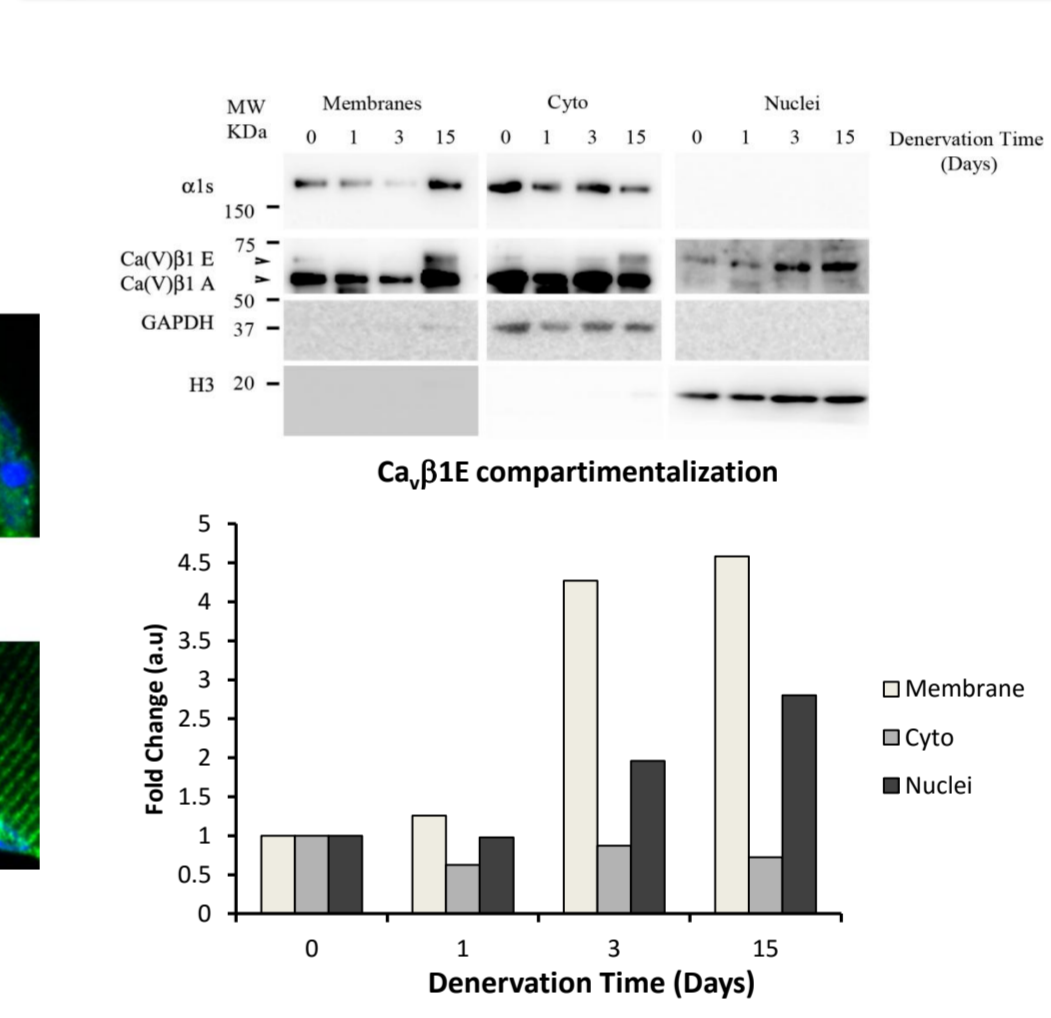 MW Membranes Cyto Nuclei
KDa 0 1 3 15 0 1 3 15 0 1 3 15 Denervation Time
(Days)
α1s
150
75
Ca(V)β1 E
Ca(V)β1 A
50
GAPDH 37
H3 20
Cavβ1E compartimentalization
5
4.5
4
3.5
3
2.5
2
1.5
1
0.5
0
Fold Change (a.u)
Membrane
Cyto
Nuclei
0 1 3 15
Denervation Time (Days)